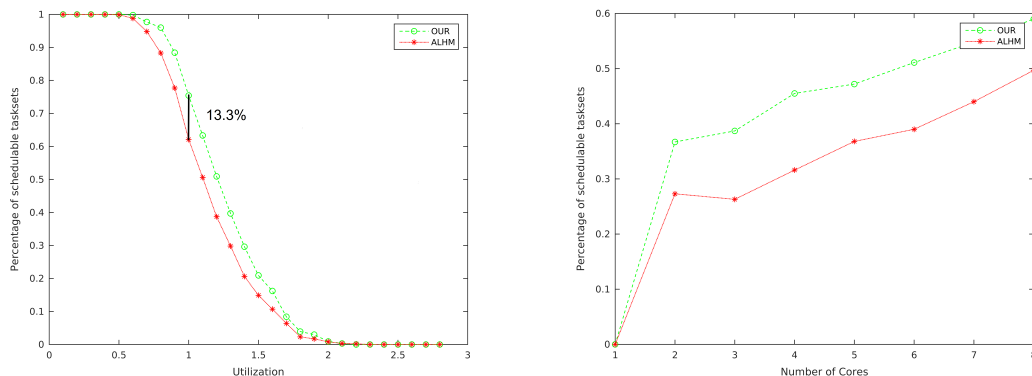 Percentage of schedulable tasksets
1
0.9
0.8
0.7
0.6
0.5
0.4
0.3
0.2
0.1
0
0 0.5 1 1.5 2 2.5 3
Utilization
OUR
ALHM
13.3%
Percentage of schedulable tasksets
0.6
0.5
0.4
0.3
0.2
0.1
0
1 2 3 4 5 6 7 8
Number of Cores
OUR
ALHM